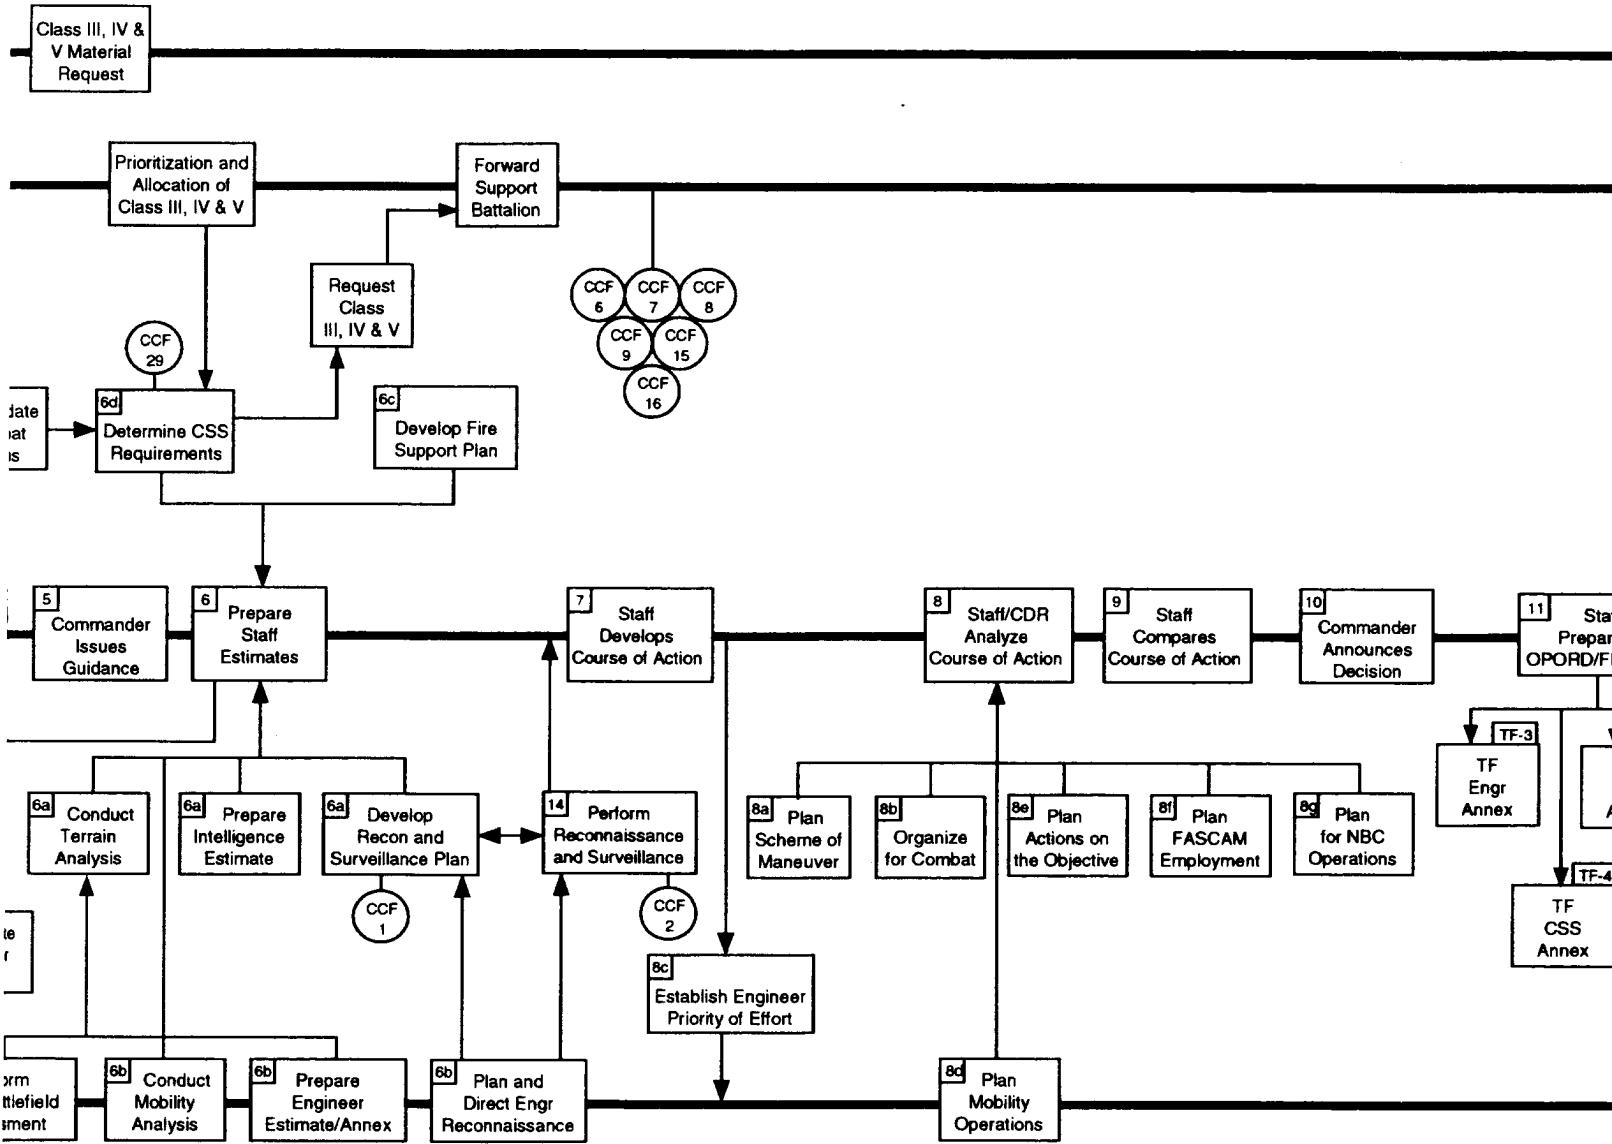 Class III, IV &
V Material
Request
Prioritization and
Allocation of
Class III, IV & V
Forward
Support
Battalion
Request
Class
III, IV & V
CCF
6
CCF
7
CCF
8
CCF
9
CCF
15
CCF
16
CCF
29
6d
Determine CSS
Requirements
6c
Develop Fire
Support Plan
5
Commander
Issues
Guidance
6
Prepare
Staff
Estimates
7
Staff
Develops
Course of Action
8
Staff/CDR
Analyze
Course of Action
9
Staff
Compares
Course of Action
10
Commander
Announces
Decision
11
OPORD/
TF-3
TF
Engr
Annex
6a
Conduct
Terrain
Analysis
6a
Prepare
Intelligence
Estimate
6a
Develop
Recon and
Surveillance Plan
14
Perform
Reconnaissance
and Surveillance
8a
Plan
Scheme of
Maneuver
8b
Organize
for Combat
8e
Plan
Actions on
the Objective
8f
Plan
FASCAM
Employment
8g
Plan
for NBC
Operations
CCF
1
CCF
2
TF-4
TF
CSS
Annex
8c
Establish Engineer
Priority of Effort
6b
Conduct
Mobility
Analysis
6b
Prepare
Engineer
Estimate/Annex
6b
Plan and
Direct Engr
Reconnaissance
8d
Plan
Mobility
Operations